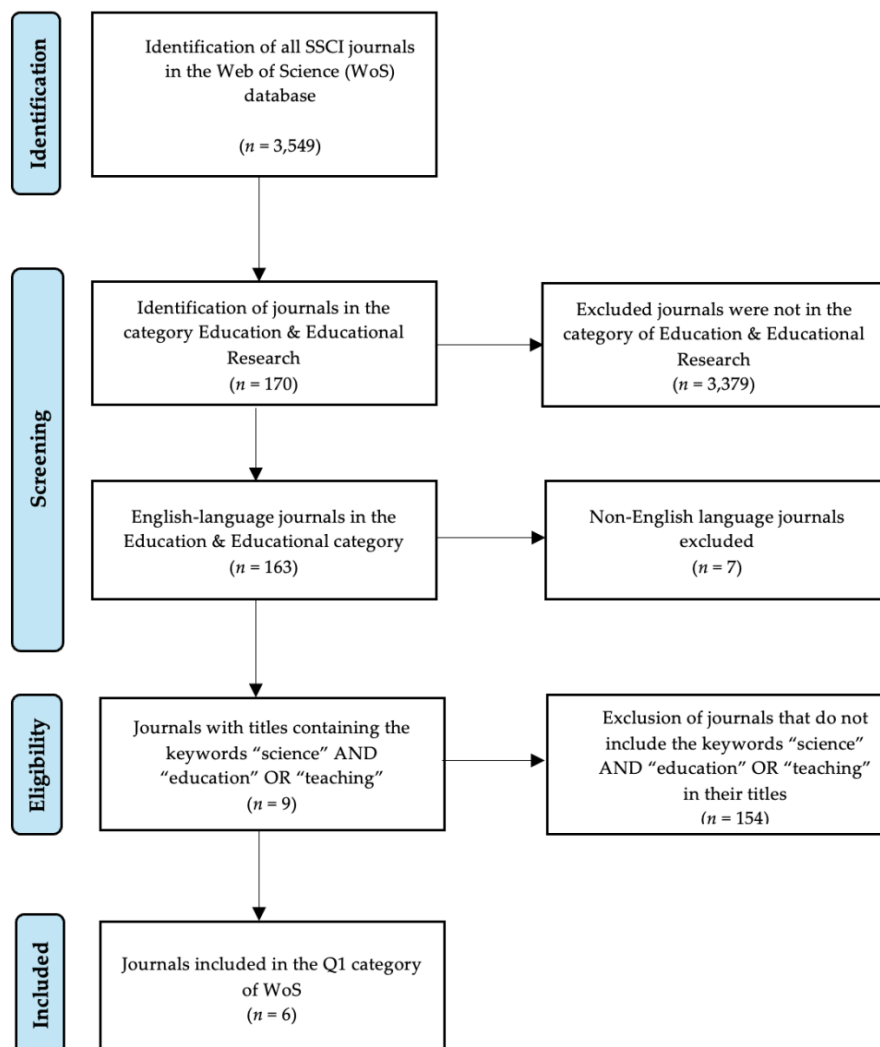 Identification
Identification of all SSCI journals
in the Web of Science (WoS)
database
(n = 3,549)
Screening
Identification of journals in the
category Education & Educational
Research
(n = 170)
Excluded journals were not in the
category of Education & Educational
Research
(n = 3,379)
English-language journals in the
Education & Educational category
(n = 163)
Non-English language journals
excluded
(n = 7)
Eligibility
Journals with titles containing the
keywords “science” AND
“education” OR “teaching”
(n = 9)
Exclusion of journals that do not
include the keywords “science”
AND “education” OR “teaching”
in their titles
(n = 154)
Included
Journals included in the Q1 category
of WoS
(n = 6)